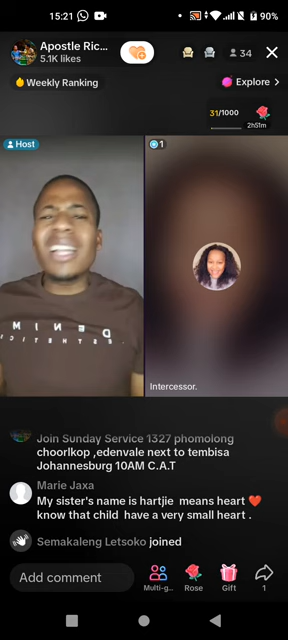 15:21
90%
Apostle Ric...
5.1K likes
34
Weekly Ranking
Explore >
31/1000
2h51m
Host
1
DENIM
Intercessor.
Join Sunday Service 1327 phomolong
choorlkop ,edenvale next to tembisa
Johannesburg 10AM C.A.T
Marie Jaxa
My sister's name is hartjie means heart ❤️
know that child have a very small heart .
Semakaleng Letsoko joined
Add comment
Multi-g...
Rose
Gift
1